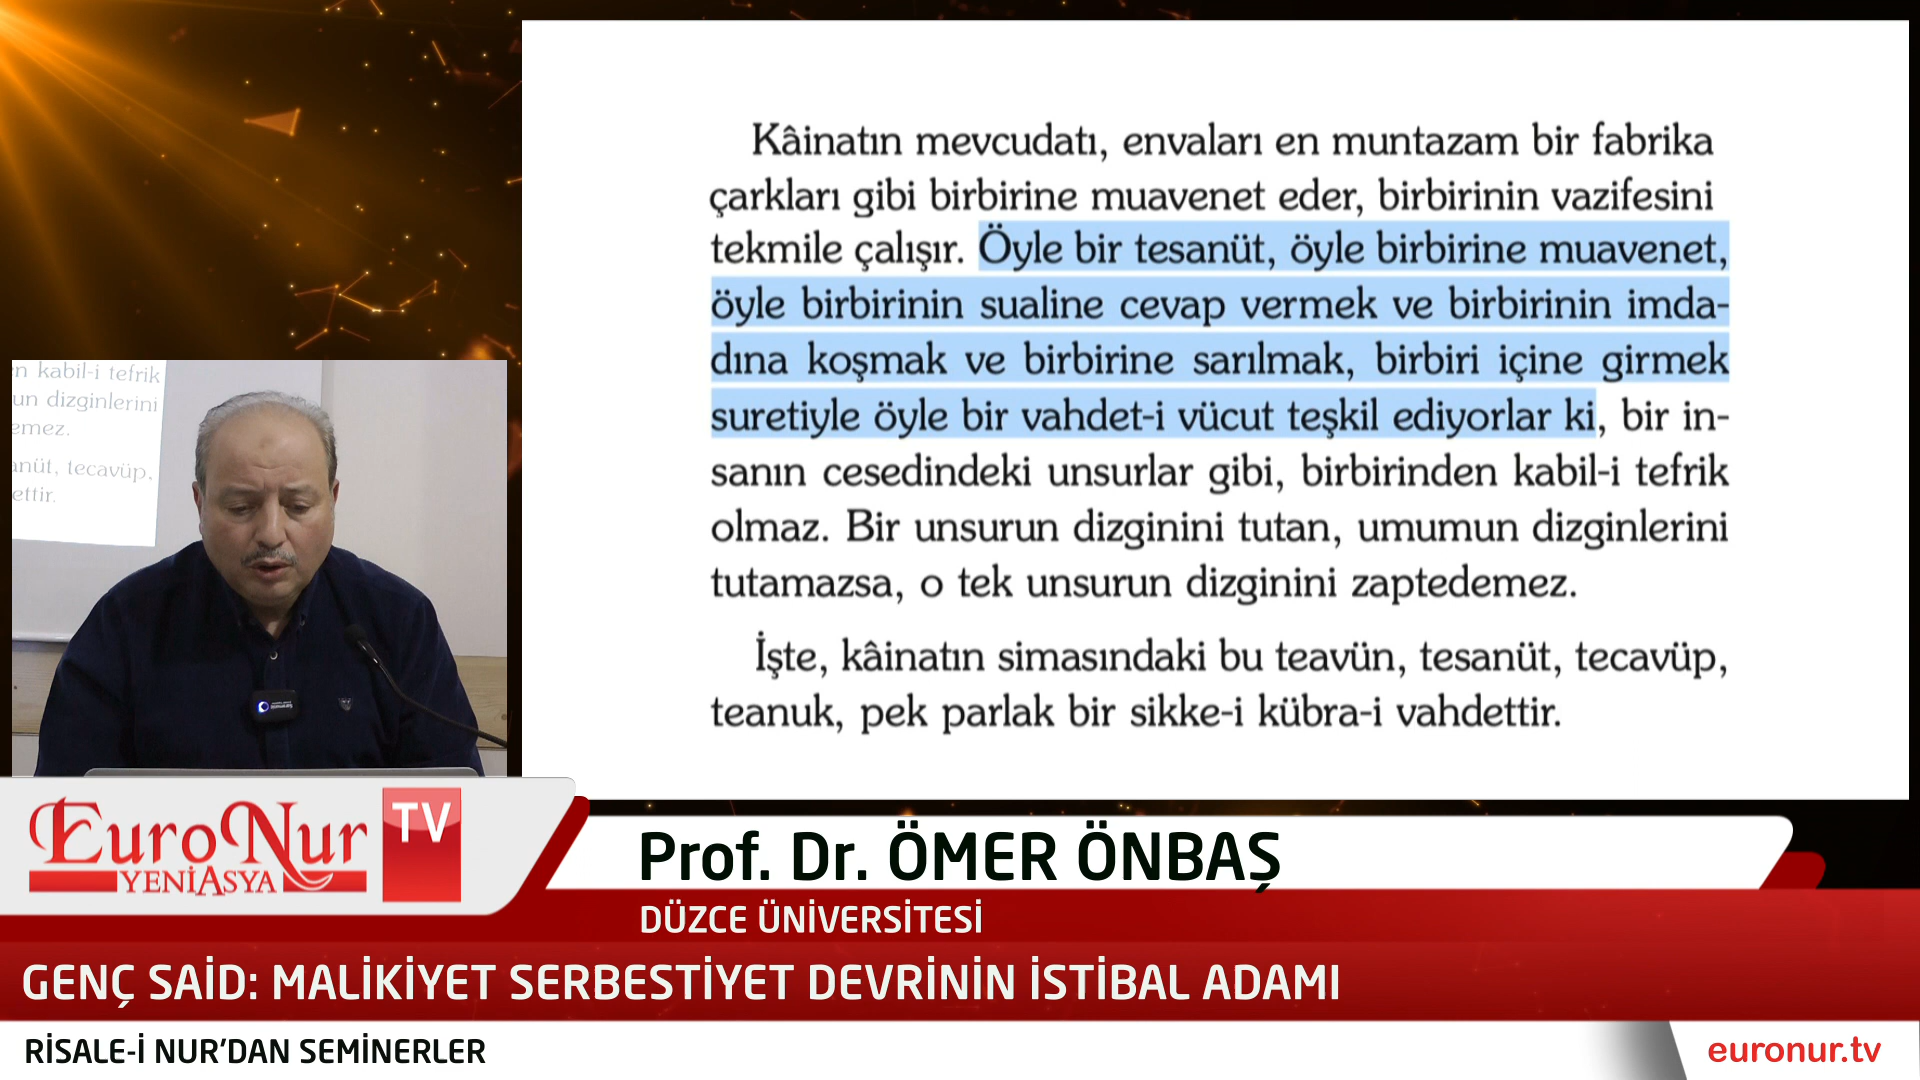 Kâinatın mevcudatı, envaları en muntazam bir fabrika
çarkları gibi birbirine muavenet eder, birbirinin vazifesini
tekmile çalışır. Öyle bir tesanüt, öyle birbirine muavenet,
öyle birbirinin sualine cevap vermek ve birbirinin imda-
dına koşmak ve birbirine sarılmak, birbiri içine girmek
suretiyle öyle bir vahdet-i vücut teşkil ediyorlar ki, bir in-
sanın cesedindeki unsurlar gibi, birbirinden kabil-i tefrik
olmaz. Bir unsurun dizginini tutan, umumun dizginlerini
tutamazsa, o tek unsurun dizginini zaptedemez.
İşte, kâinatın simasındaki bu teavün, tesanüt, tecavüp,
teanuk, pek parlak bir sikke-i kübra-i vahdettir.
en kabil-i tefrik
un dizginlerini
emez.
anüt, tecavüp,
ettir.
EuroNur TV
YENİASYA
Prof. Dr. ÖMER ÖNBAŞ
DÜZCE ÜNİVERSİTESİ
GENÇ SAİD: MALİKİYET SERBESTİYET DEVRİNİN İSTİBAL ADAMI
RİSALE-İ NUR'DAN SEMİNERLER
euronur.tv